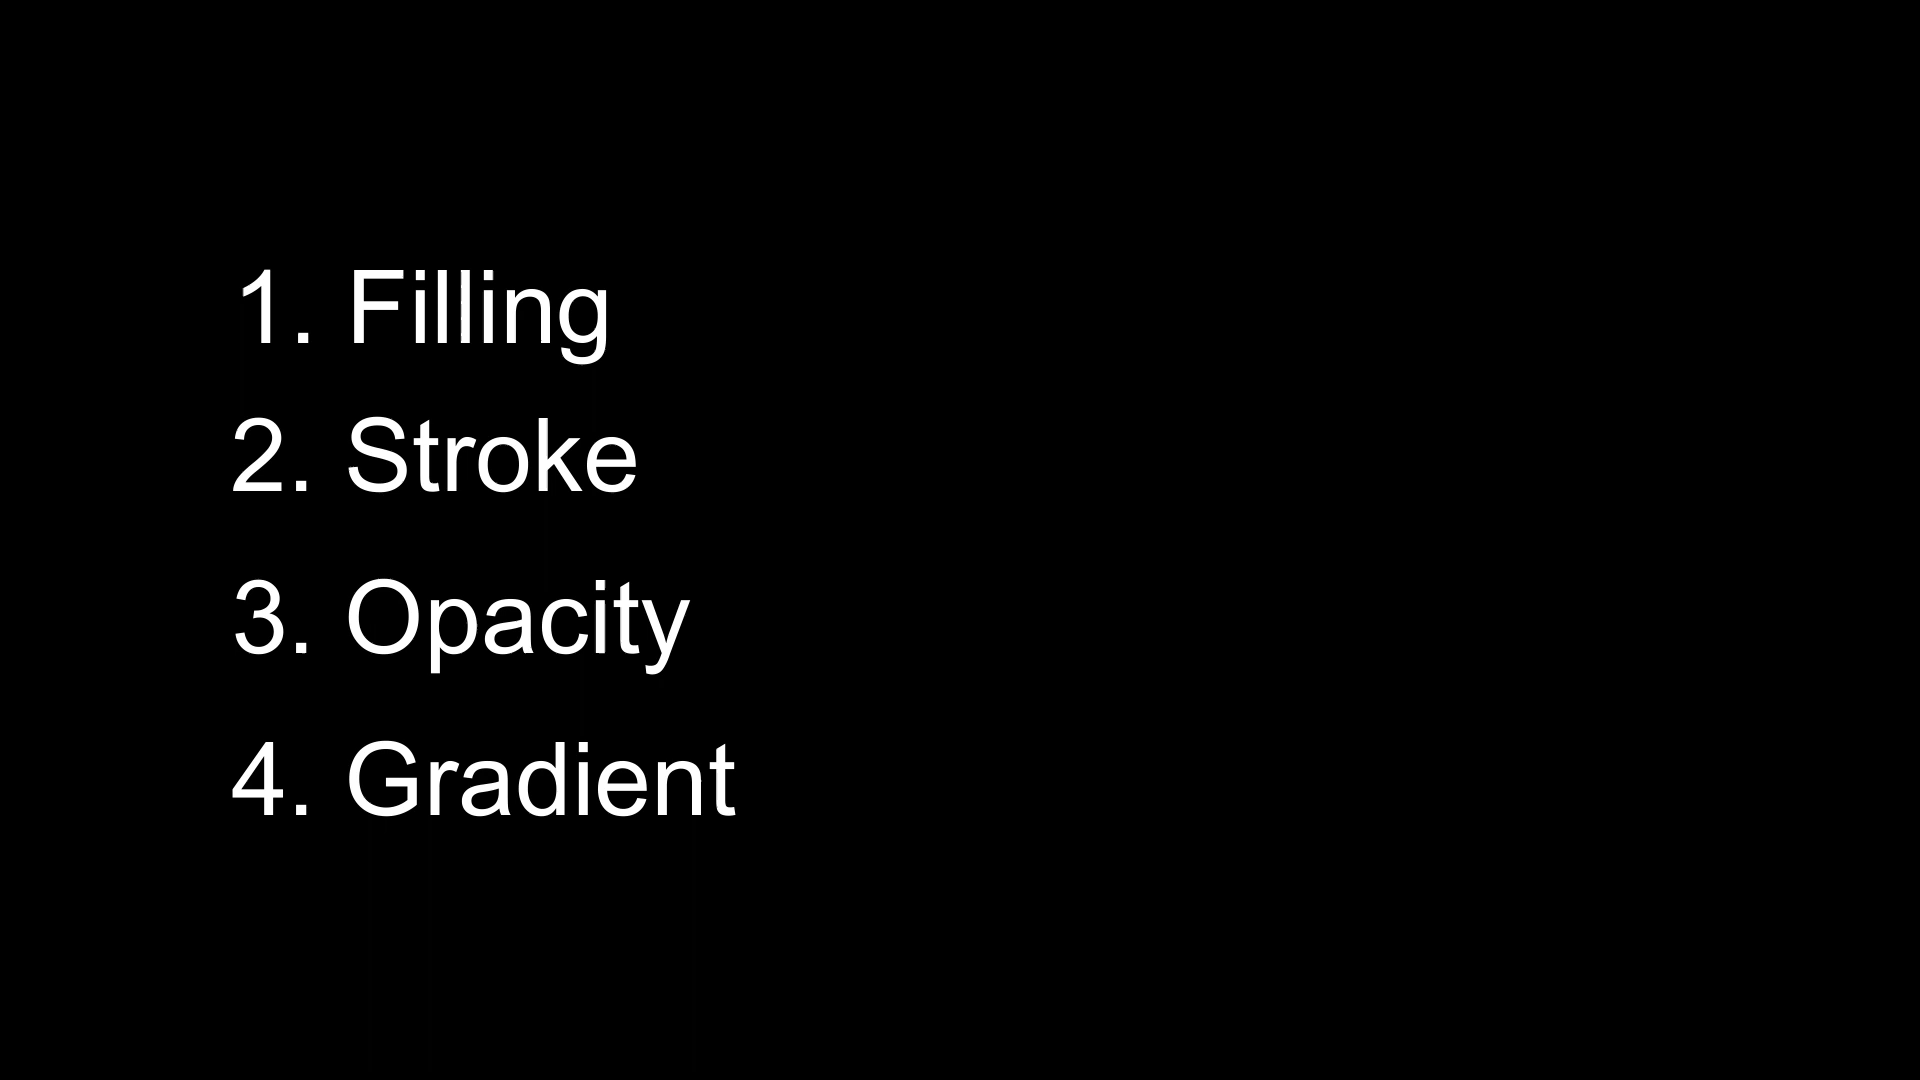 1. Filling
2. Stroke
3. Opacity
4. Gradient